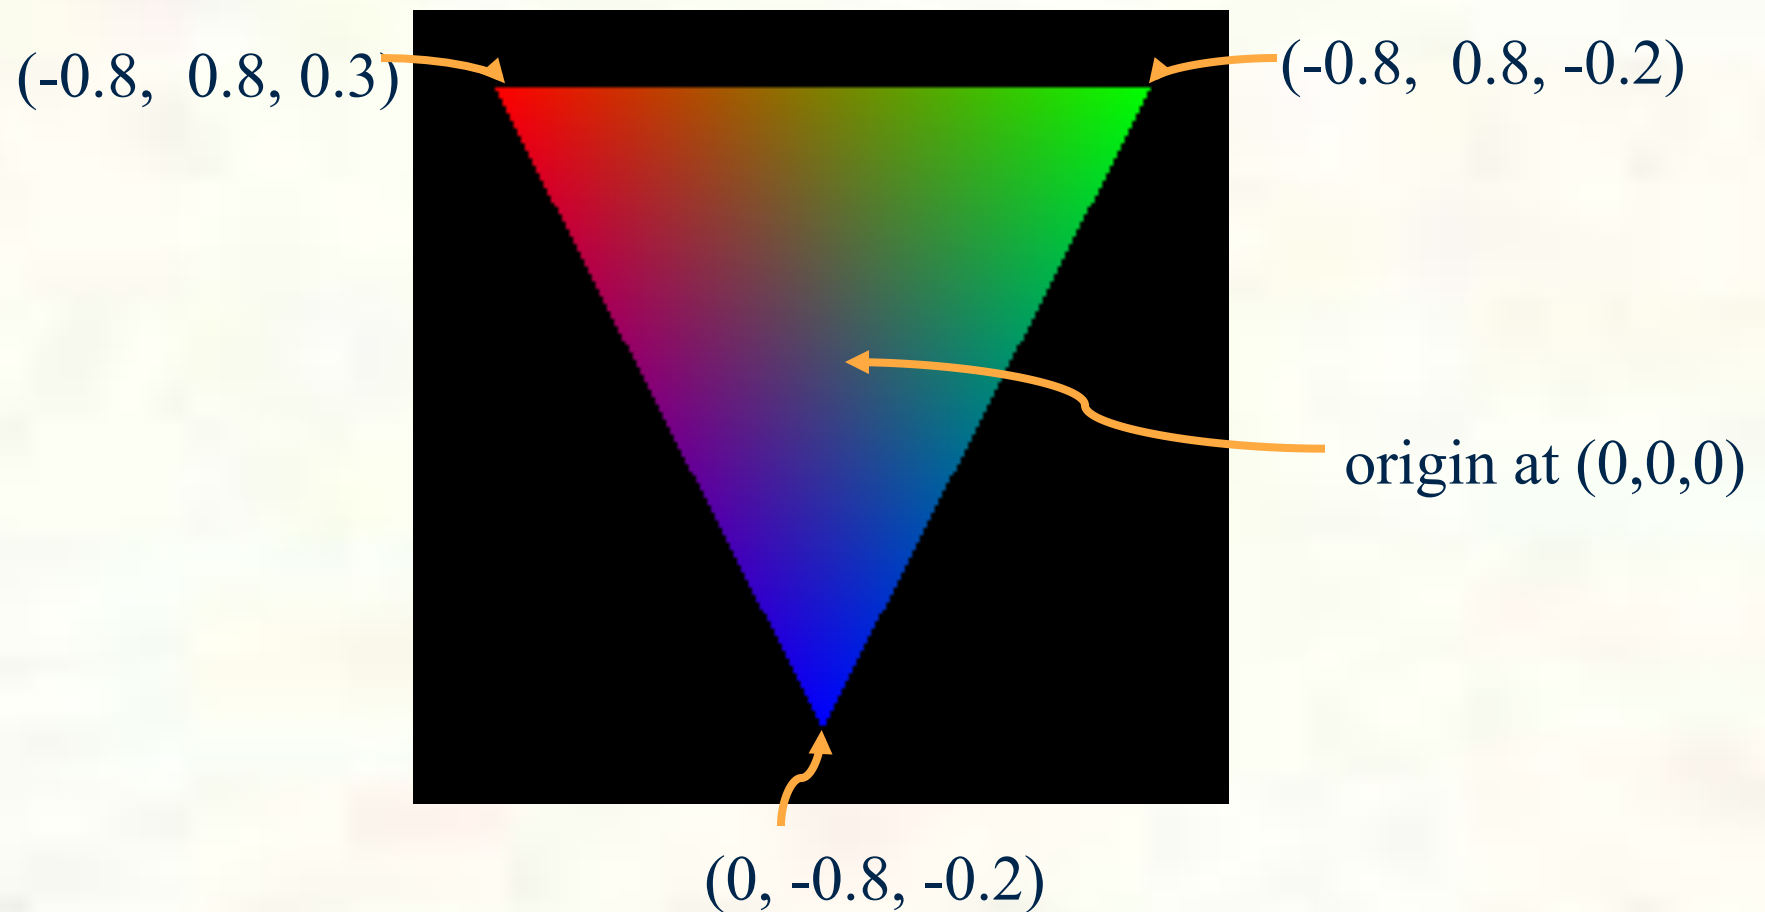 (-0.8,  0.8, 0.3)
(-0.8,  0.8, -0.2)
origin at (0,0,0)
(0, -0.8, -0.2)